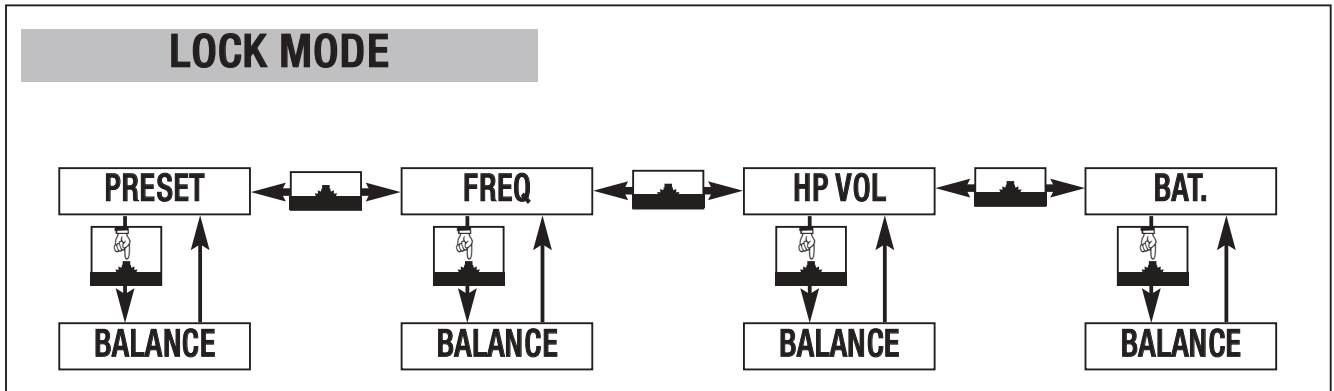 LOCK MODE
PRESET FREQ HP VOL BAT.
BALANCE BALANCE BALANCE BALANCE